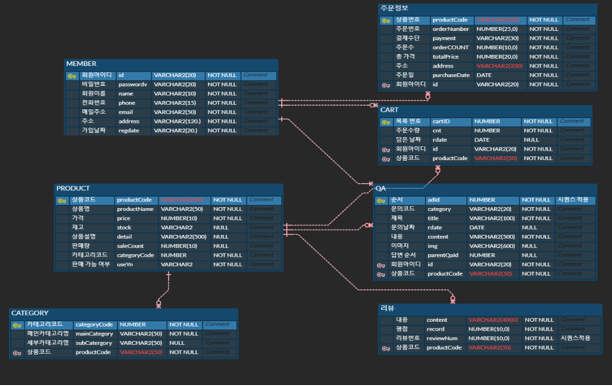 주문정보
상품번호 productCode NOT NULL Comment
주문번호 orderNumber NUMBER(25,0) NOT NULL Comment
결제수단 payment VARCHAR2(30) NOT NULL Comment
주문수 orderCOUNT NUMBER(10,0) NOT NULL Comment
총 가격 totalPrice NUMBER(20,0) NOT NULL Comment
주소 address VARCHAR2(200) NOT NULL Comment
주문일 purchaseDate DATE NOT NULL Comment
회원아이디 id VARCHAR2(20) NOT NULL Comment
MEMBER
회원아이디 id VARCHAR2(20) NOT NULL Comment
비밀번호 passwordv VARCHAR2(20) NOT NULL Comment
회원이름 name VARCHAR2(10) NOT NULL Comment
전화번호 phone VARCHAR2(15) NOT NULL Comment
메일주소 email VARCHAR2(50) NOT NULL Comment
주소 address VARCHAR2(120.) NOT NULL Comment
가입날짜 regdate VARCHAR2(20.) NOT NULL Comment
CART
목록 번호 cartID NUMBER NOT NULL Comment
주문수량 cnt NUMBER NOT NULL Comment
담은 날짜 rdate DATE NULL Comment
회원아이디 id VARCHAR2(20) NOT NULL Comment
상품코드 productCode VARCHAR2(50) NOT NULL Comment
PRODUCT
상품코드 productCode NOT NULL Comment
상품명 productName VARCHAR2(50) NOT NULL Comment
가격 price NUMBER(10) NOT NULL Comment
재고 stock VARCHAR2 NULL Comment
상품설명 detail VARCHAR2(500) NOT NULL Comment
판매량 saleCount NUMBER(10) NULL Comment
카테고리코드 categoryCode NUMBER NOT NULL Comment
판매 가능 여부 useYn VARCHAR2 NOT NULL Comment
QA
순서 adId NUMBER NOT NULL 시퀀스 적용
문의코드 category VARCHAR2(20) NOT NULL Comment
제목 title VARCHAR2(100) NOT NULL Comment
문의날짜 rdate DATE NULL Comment
내용 content VARCHAR2(500) NOT NULL Comment
이미지 img VARCHAR2(600) NULL Comment
답변 순서 parentQaid NUMBER NULL Comment
회원아이디 id VARCHAR2(20) NOT NULL Comment
상품코드 productCode VARCHAR2(50) NOT NULL Comment
CATEGORY
카테고리코드 categoryCode NUMBER NOT NULL Comment
메인카테고리명 mainCategory VARCHAR2(50) NOT NULL Comment
세부카테고리명 subCatergory VARCHAR2(50) NULL Comment
상품코드 productCode VARCHAR2(50) NOT NULL Comment
리뷰
내용 content VARCHAR2(4000) NOT NULL Comment
평점 record NUMBER(10,0) NOT NULL Comment
리뷰번호 reviewNum NUMBER(10,0) NOT NULL 시퀀스적용
상품코드 productCode VARCHAR2(50) NOT NULL Comment